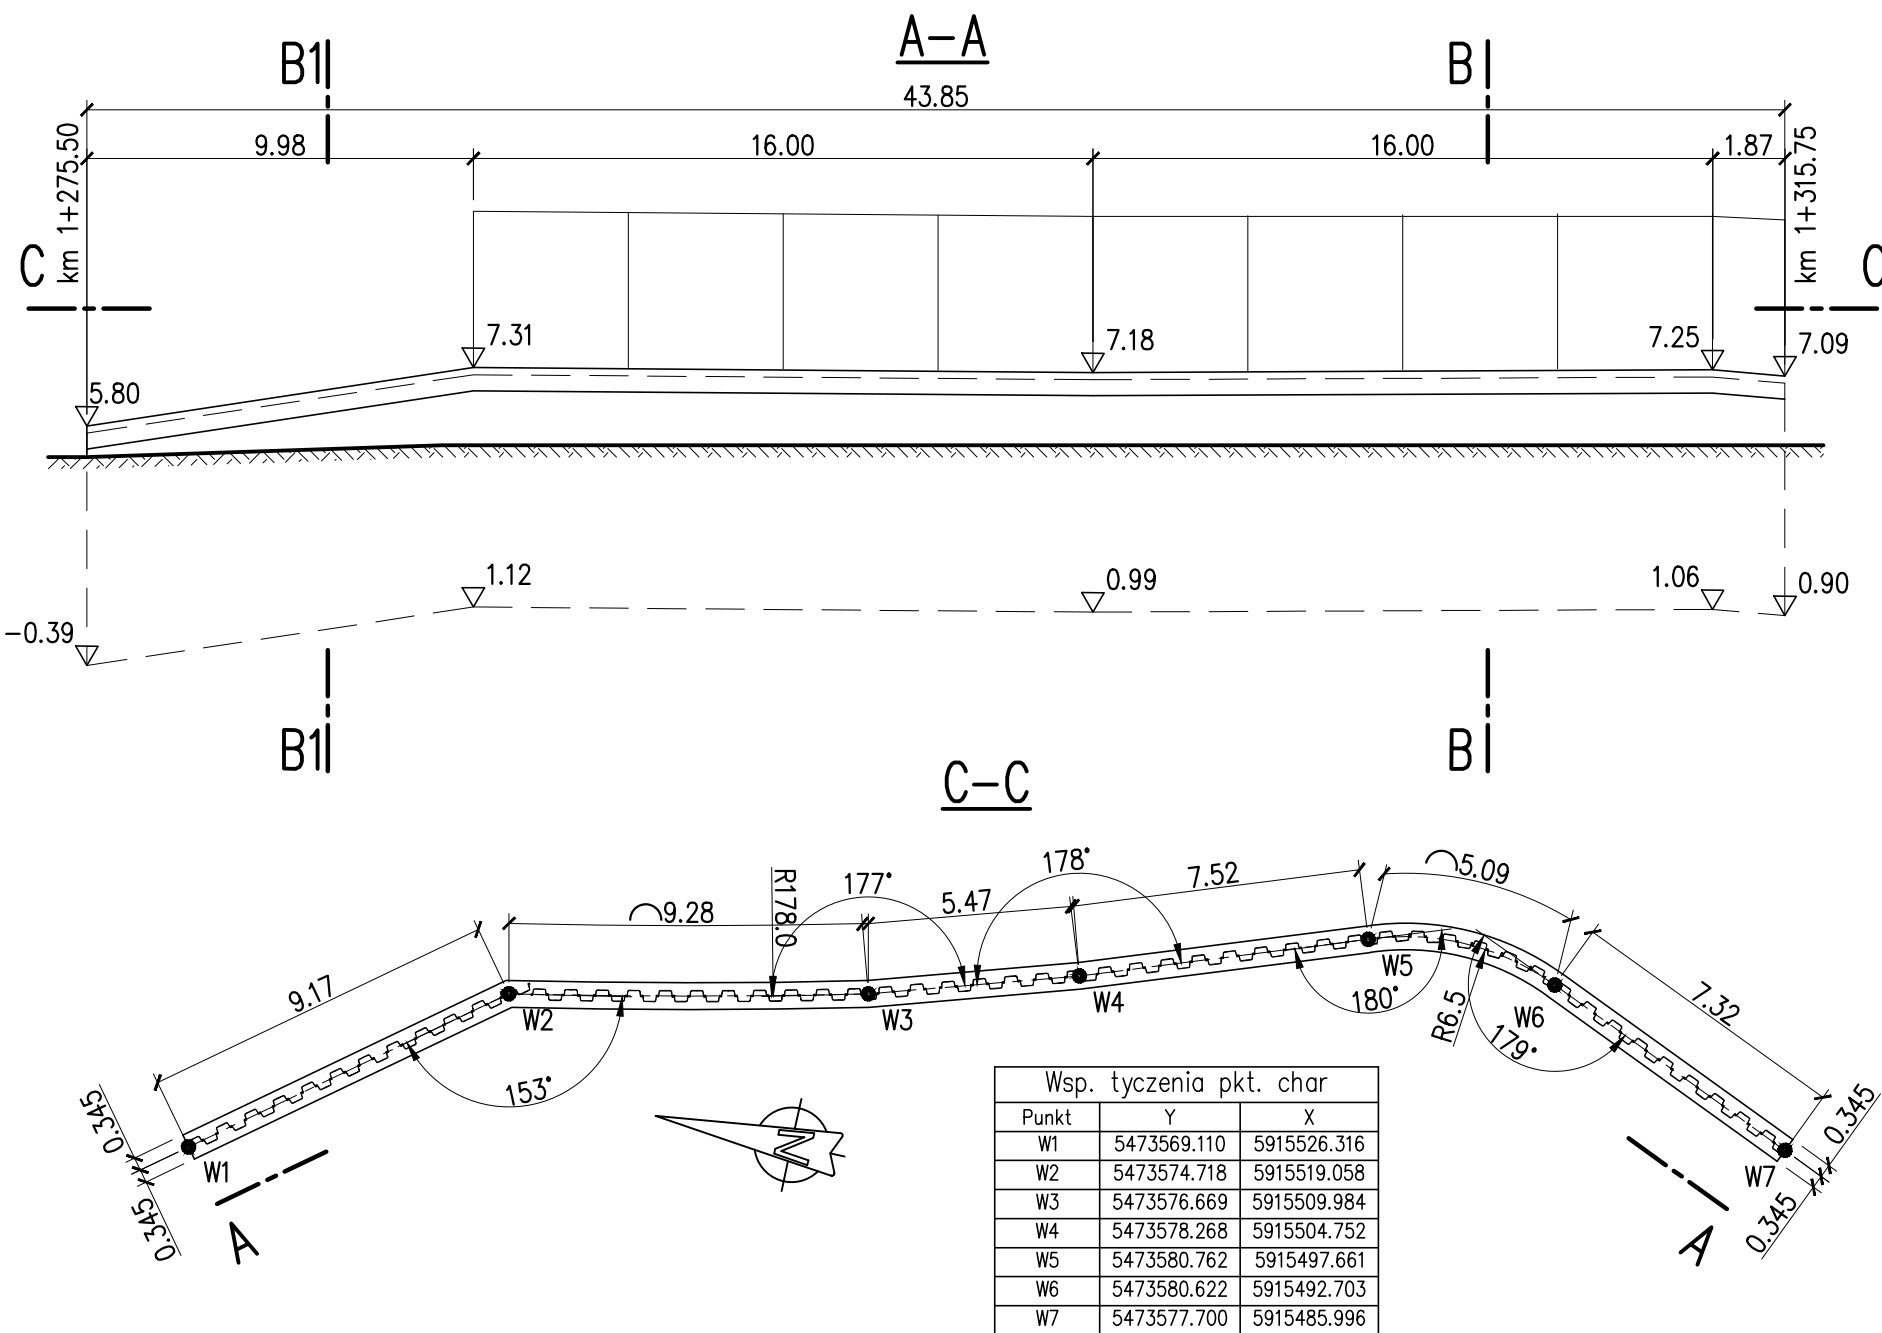 A-A
B1
B
43.85
9.98
16.00
16.00
1.87
km 1+275.50
km 1+315.75
C
C
7.31
7.18
7.25
7.09
5.80
1.12
0.99
1.06
0.90
-0.39
B1
B
C-C
9.17
9.28
R178.0
177°
5.47
178°
7.52
5.09
7.32
W1
W2
W3
W4
W5
W6
W7
153°
180°
R6.5
179°
0.345
0.345
0.345
0.345
A
A
N
Wsp. tyczenia pkt. char
Punkt Y X
W1 5473569.110 5915526.316
W2 5473574.718 5915519.058
W3 5473576.669 5915509.984
W4 5473578.268 5915504.752
W5 5473580.762 5915497.661
W6 5473580.622 5915492.703
W7 5473577.700 5915485.996